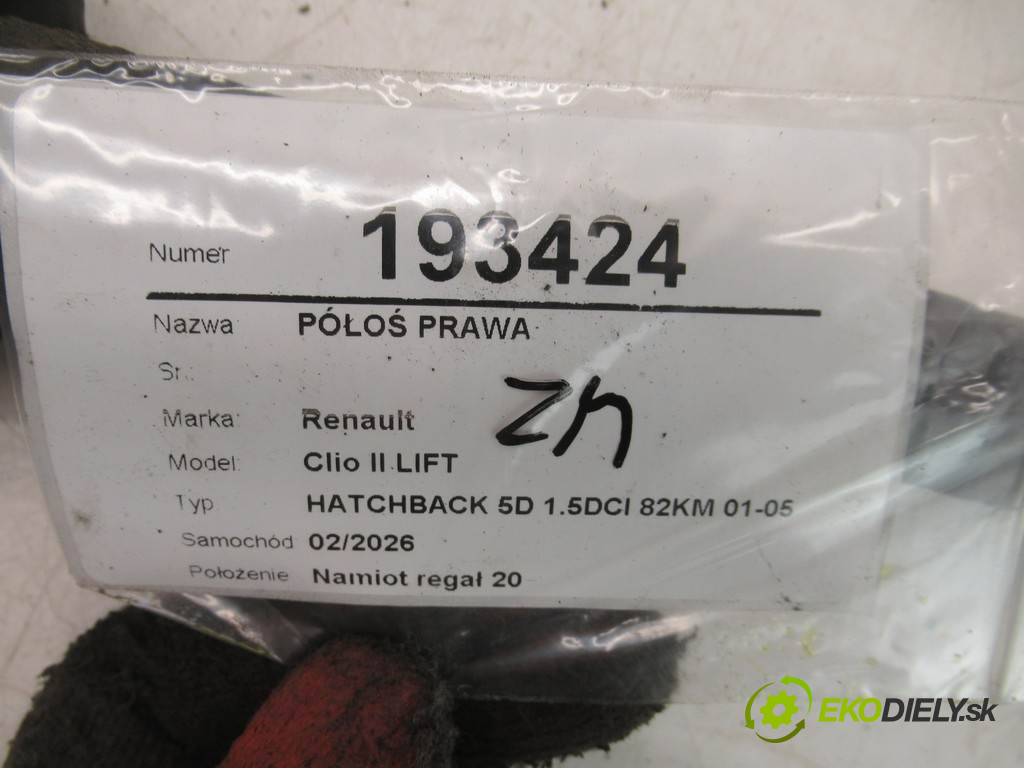 Numer 193424
Nazwa: PÓŁOŚ PRAWA
Marka: Renault
Model: Clio II LIFT
Typ HATCHBACK 5D 1.5DCI 82KM 01-05
Samochód 02/2026
Położenie Namiot regał 20
EKODIELY.sk